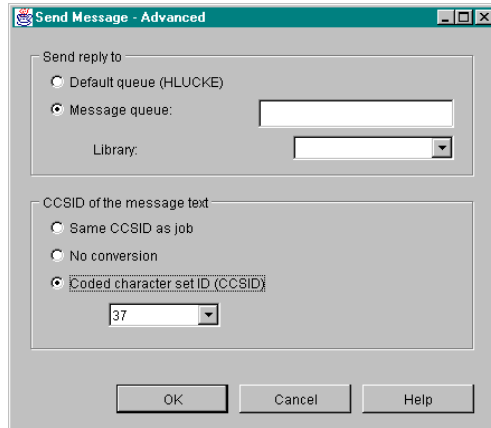 Send Message - Advanced
Send reply to
Default queue (HLUCKE)
Message queue:
Library:
CCSID of the message text
Same CCSID as job
No conversion
Coded character set ID (CCSID)
37
OK Cancel Help